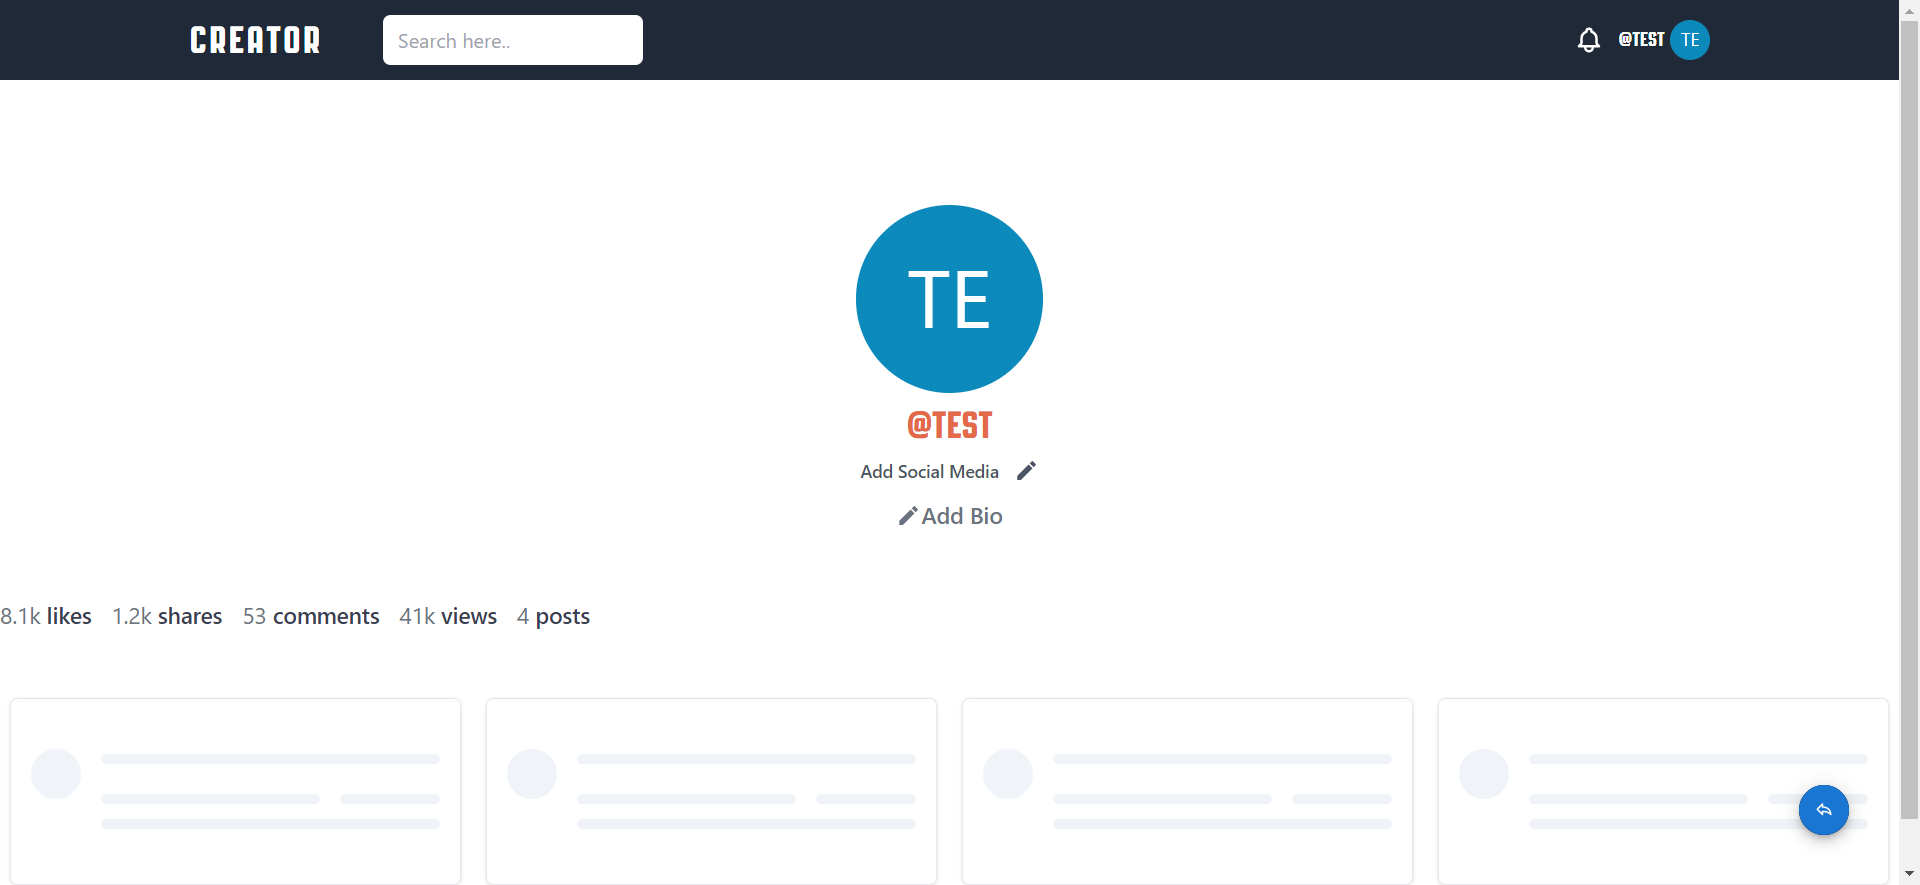 CREATOR
Search here..
@TEST TE
TE
@TEST
Add Social Media
Add Bio
8.1k likes 1.2k shares 53 comments 41k views 4 posts